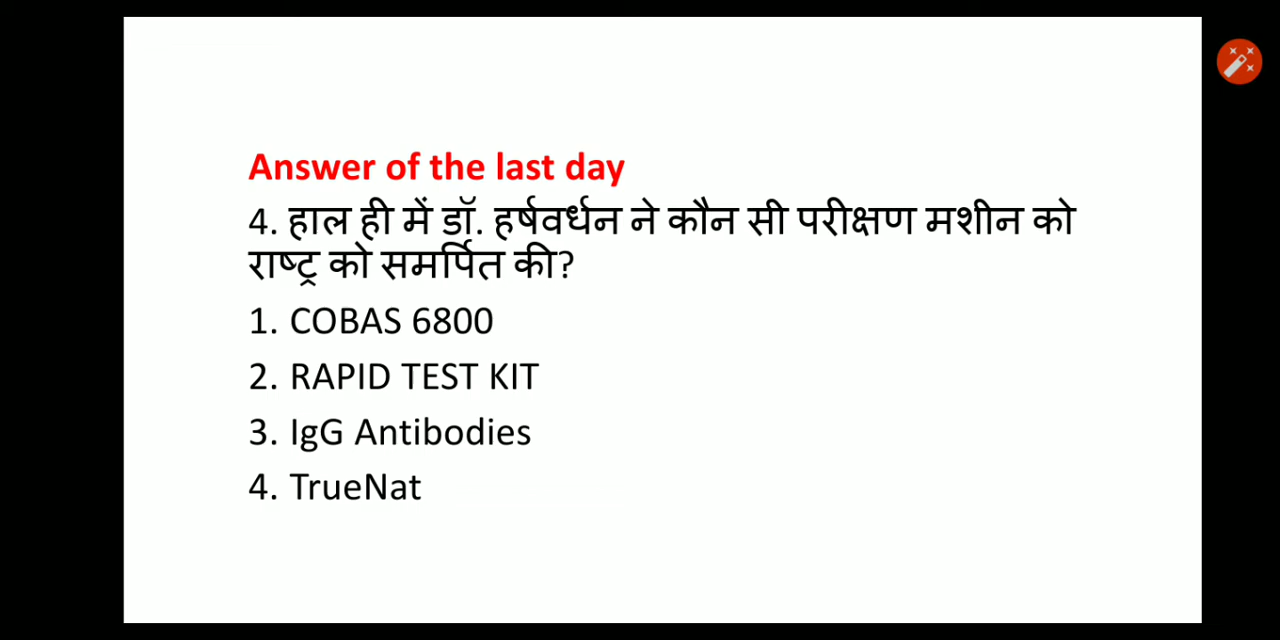 Answer of the last day
4. हाल ही में डॉ. हर्षवर्धन ने कौन सी परीक्षण मशीन को
राष्ट्र को समर्पित की?
1. COBAS 6800
2. RAPID TEST KIT
3. IgG Antibodies
4. TrueNat